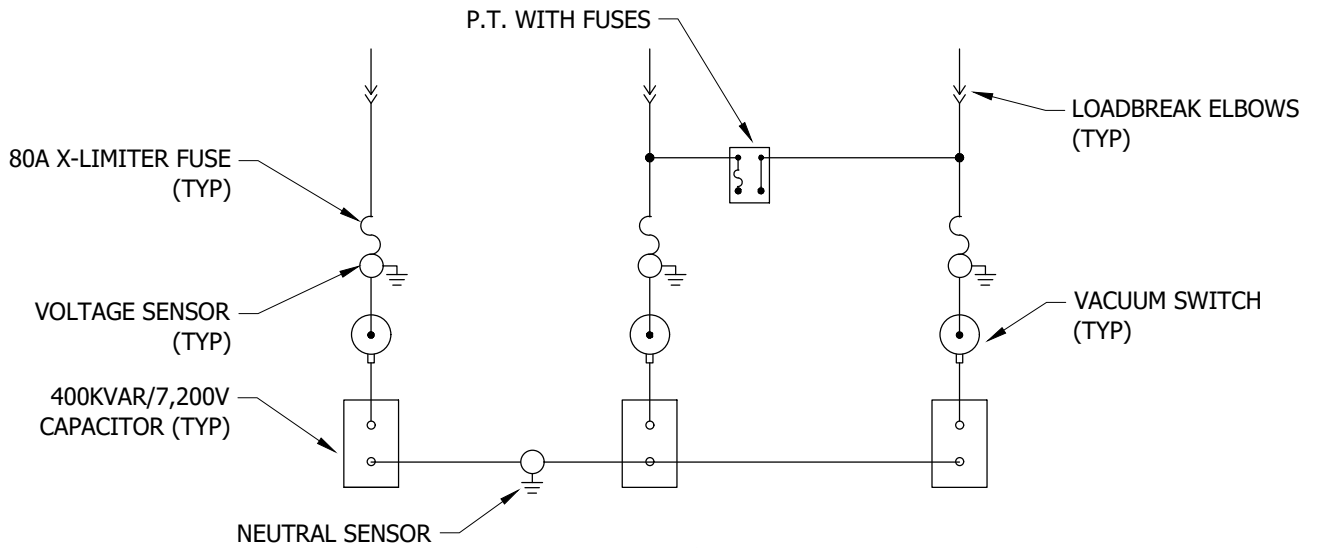 P.T. WITH FUSES
LOADBREAK ELBOWS
(TYP)
80A X-LIMITER FUSE
(TYP)
VOLTAGE SENSOR
(TYP)
VACUUM SWITCH
(TYP)
400KVAR/7,200V
CAPACITOR (TYP)
NEUTRAL SENSOR